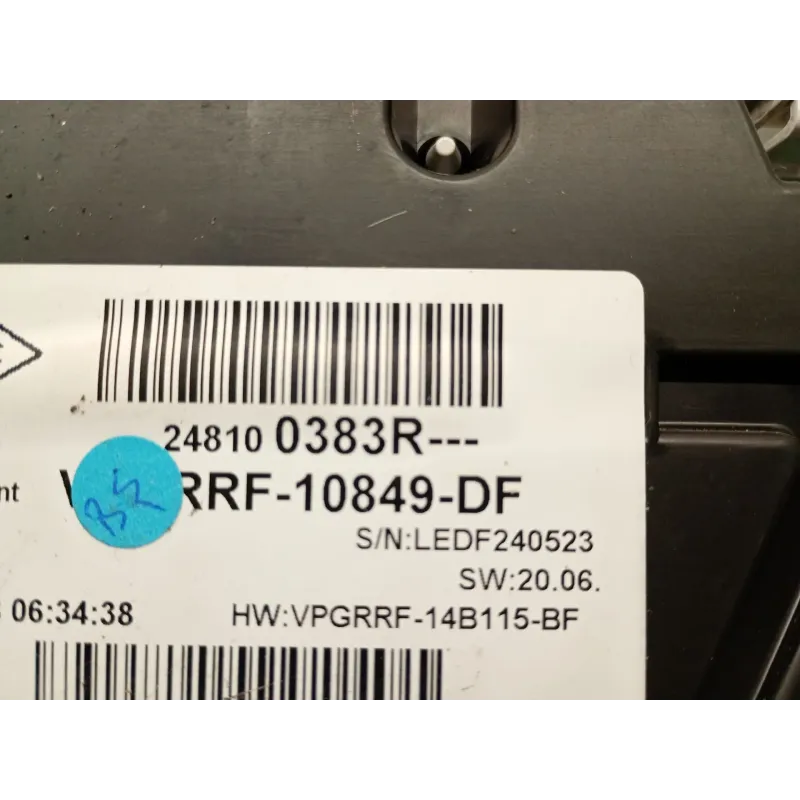 24810 0383R---
RRF-10849-DF
S/N:LEDF240523
SW:20.06.
06:34:38 HW:VPGRRF-14B115-BF